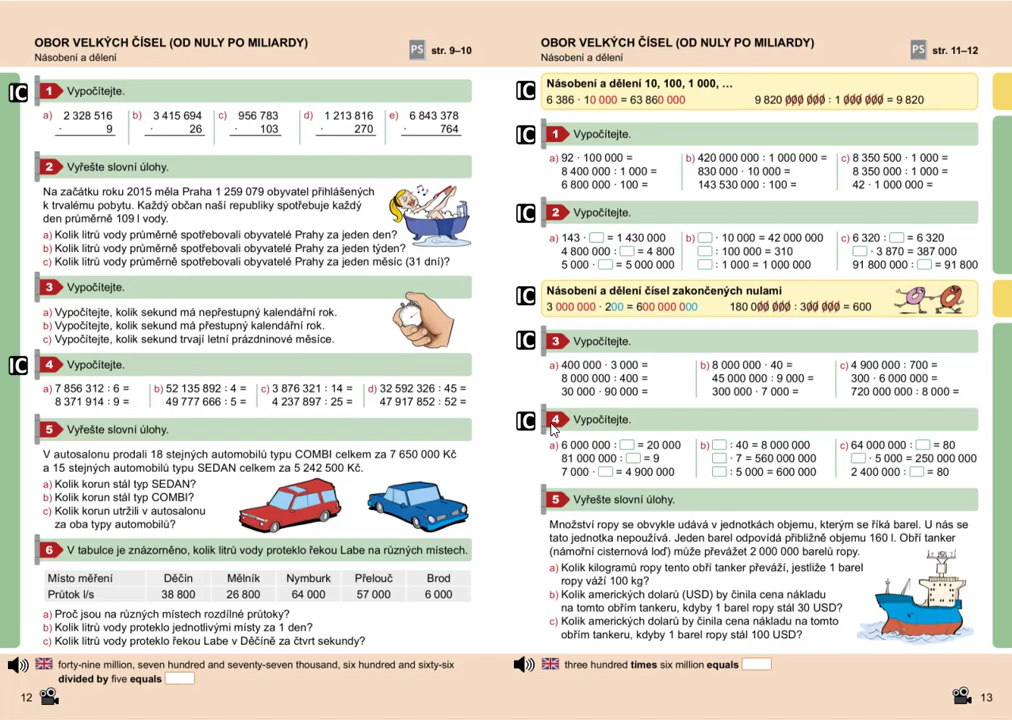 OBOR VELKÝCH ČÍSEL (OD NULY PO MILIARDY)
Násobení a dělení
PS str. 9–10
IC
1 Vypočítejte.
a) 2 328 516 b) 3 415 694 c) 956 783 d) 1 213 816 e) 6 843 378
· 9 · 26 · 103 · 270 · 764
2 Vyřešte slovní úlohy.
Na začátku roku 2015 měla Praha 1 259 079 obyvatel přihlášených
k trvalému pobytu. Každý občan naší republiky spotřebuje každý
den průměrně 109 l vody.
a) Kolik litrů vody průměrně spotřebovali obyvatelé Prahy za jeden den?
b) Kolik litrů vody průměrně spotřebovali obyvatelé Prahy za jeden týden?
c) Kolik litrů vody průměrně spotřebovali obyvatelé Prahy za jeden měsíc (31 dní)?
3 Vypočítejte.
a) Vypočítejte, kolik sekund má nepřestupný kalendářní rok.
b) Vypočítejte, kolik sekund má přestupný kalendářní rok.
c) Vypočítejte, kolik sekund trvají letní prázdninové měsíce.
IC
4 Vypočítejte.
a) 7 856 312 : 6 = b) 52 135 892 : 4 = c) 3 876 321 : 14 = d) 32 592 326 : 45 =
8 371 914 : 9 = 49 777 666 : 5 = 4 237 897 : 25 = 47 917 852 : 52 =
5 Vyřešte slovní úlohy.
V autosalonu prodali 18 stejných automobilů typu COMBI celkem za 7 650 000 Kč
a 15 stejných automobilů typu SEDAN celkem za 5 242 500 Kč.
a) Kolik korun stál typ SEDAN?
b) Kolik korun stál typ COMBI?
c) Kolik korun utržili v autosalonu
za oba typy automobilů?
6 V tabulce je znázorněno, kolik litrů vody proteklo řekou Labe na různých místech.
Místo měření Děčín Mělník Nymburk Přelouč Brod
Průtok l/s 38 800 26 800 64 000 57 000 6 000
a) Proč jsou na různých místech rozdílné průtoky?
b) Kolik litrů vody proteklo jednotlivými místy za 1 den?
c) Kolik litrů vody proteklo řekou Labe v Děčíně za čtvrt sekundy?
forty-nine million, seven hundred and seventy-seven thousand, six hundred and sixty-six
divided by five equals
12
OBOR VELKÝCH ČÍSEL (OD NULY PO MILIARDY)
Násobení a dělení
PS str. 11–12
IC
Násobení a dělení 10, 100, 1 000, …
6 386 · 10 000 = 63 860 000 9 820 000 000 : 1 000 000 = 9 820
IC
1 Vypočítejte.
a) 92 · 100 000 = b) 420 000 000 : 1 000 000 = c) 8 350 500 · 1 000 =
8 400 000 : 1 000 = 830 000 · 10 000 = 8 350 000 : 1 000 =
6 800 000 · 100 = 143 530 000 : 100 = 42 · 1 000 000 =
IC
2 Vypočítejte.
a) 143 · = 1 430 000 b) · 10 000 = 42 000 000 c) 6 320 : = 6 320
4 800 000 : = 4 800 : 100 000 = 310 · 3 870 = 387 000
5 000 · = 5 000 000 : 1 000 = 1 000 000 91 800 000 : = 91 800
IC
Násobení a dělení čísel zakončených nulami
3 000 000 · 200 = 600 000 000 180 000 000 : 300 000 = 600
IC
3 Vypočítejte.
a) 400 000 · 3 000 = b) 8 000 000 · 40 = c) 4 900 000 : 700 =
8 000 000 : 400 = 45 000 000 : 9 000 = 300 · 6 000 000 =
30 000 · 90 000 = 300 000 · 7 000 = 720 000 000 : 8 000 =
IC
4 Vypočítejte.
a) 6 000 000 : = 20 000 b) : 40 = 8 000 000 c) 64 000 000 : = 80
81 000 000 : = 9 · 7 = 560 000 000 · 5 000 = 250 000 000
7 000 · = 4 900 000 : 5 000 = 600 000 2 400 000 : = 80
5 Vyřešte slovní úlohy.
Množství ropy se obvykle udává v jednotkách objemu, kterým se říká barel. U nás se
tato jednotka nepoužívá. Jeden barel odpovídá přibližně objemu 160 l. Obří tanker
(námořní cisternová loď) může převážet 2 000 000 barelů ropy.
a) Kolik kilogramů ropy tento obří tanker převáží, jestliže 1 barel
ropy váží 100 kg?
b) Kolik amerických dolarů (USD) by činila cena nákladu
na tomto obřím tankeru, kdyby 1 barel ropy stál 30 USD?
c) Kolik amerických dolarů by činila cena nákladu na tomto
obřím tankeru, kdyby 1 barel ropy stál 100 USD?
three hundred times six million equals
13